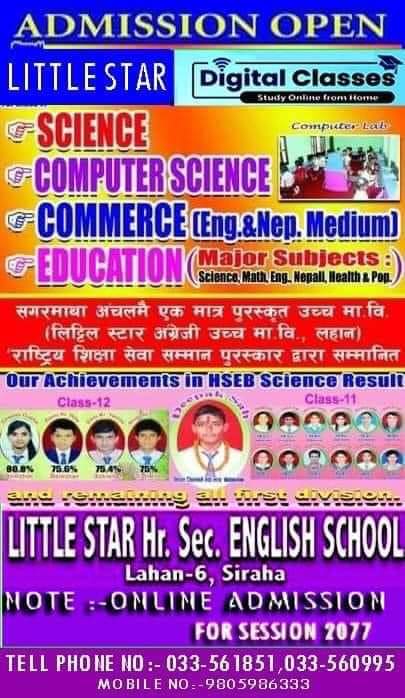 ADMISSION OPEN
LITTLE STAR
Digital Classes
Study Online from Home
Computer Lab
SCIENCE
COMPUTER SCIENCE
COMMERCE (Eng.&Nep. Medium)
EDUCATION (Major Subjects :)
Science, Math, Eng., Nepali, Health & Pop.
सगरमाथा अंचलमै एक मात्र पुरस्कृत उच्च मा.वि.
(लिट्टिल स्टार अंग्रेजी उच्च मा.वि., लहान)
'राष्ट्रिय शिक्षा सेवा सम्मान पुरस्कार द्वारा सम्मानित
Our Achievements in HSEB Science Result
Class-12
Deepak Sah
Class-11
80.8% 75.6% 75.4% 75%
and remaining all first division.
LITTLE STAR Hr. Sec. ENGLISH SCHOOL
Lahan-6, Siraha
NOTE :-ONLINE ADMISSION
FOR SESSION 2077
TELL PHONE NO:- 033-561851,033-560995
MOBILE NO:-9805986333